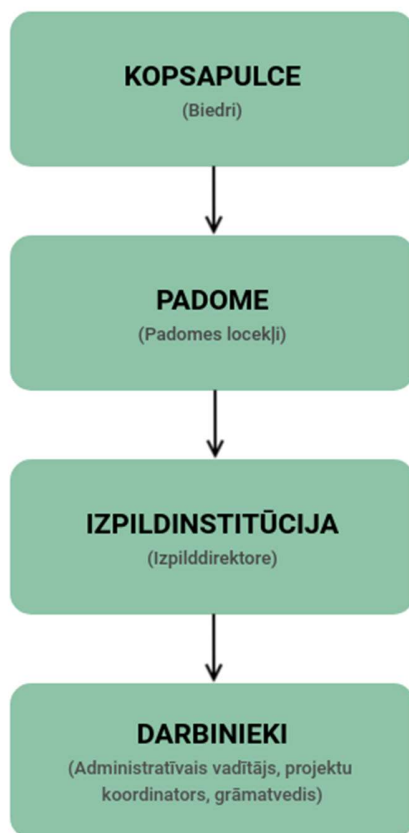 KOPSAPULCE
(Biedri)
PADOME
(Padomes locekļi)
IZPILDINSTITŪCIJA
(Izpilddirektore)
DARBINIEKI
(Administratīvais vadītājs, projektu
koordinators, grāmatvedis)